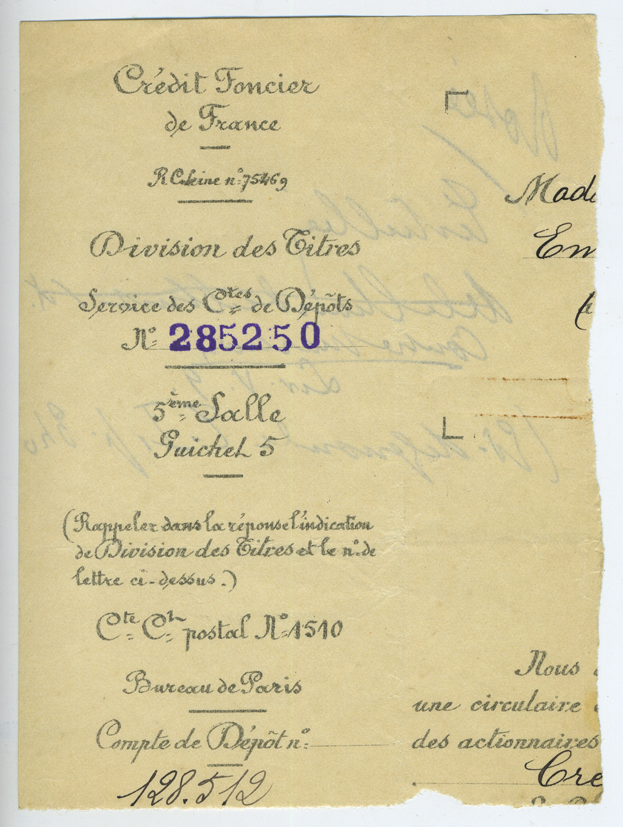 Crédit Foncier
de France
R.C. Seine n° 75469
Division des Titres
Service des Ctes de Dépôts
N° 285250
5ème Salle
Guichet 5
(Rappeler dans la réponse l'indication
de Division des Titres et le n° de
lettre ci-dessus.)
Cte Ch. postal N° 1510
Bureau de Paris
Compte de Dépôt n°:
128.512
Mad
En
Nous
une circulaire
des actionnaires
Cre